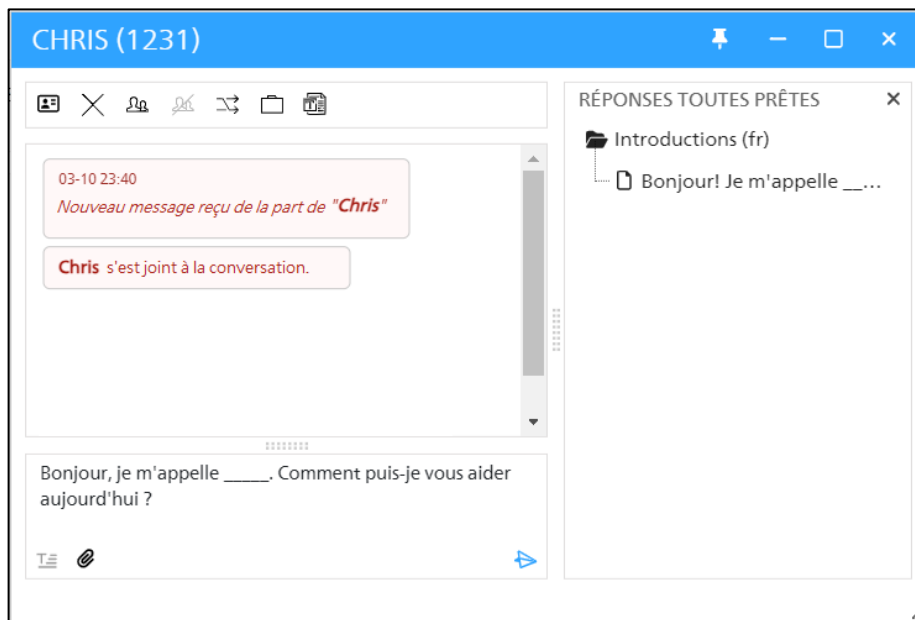 CHRIS (1231)
RÉPONSES TOUTES PRÊTES
Introductions (fr)
Bonjour! Je m'appelle __...
03-10 23:40
Nouveau message reçu de la part de "Chris"
Chris s'est joint à la conversation.
Bonjour, je m'appelle _____. Comment puis-je vous aider
aujourd'hui ?